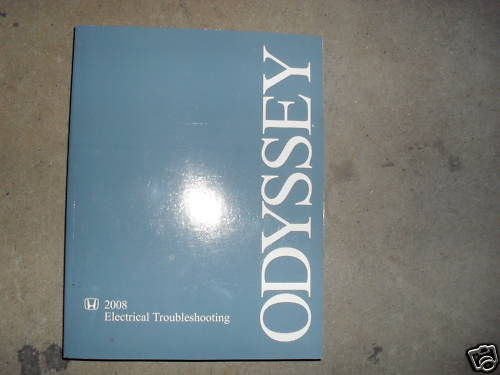 ODYSSEY
2008
Electrical Troubleshooting